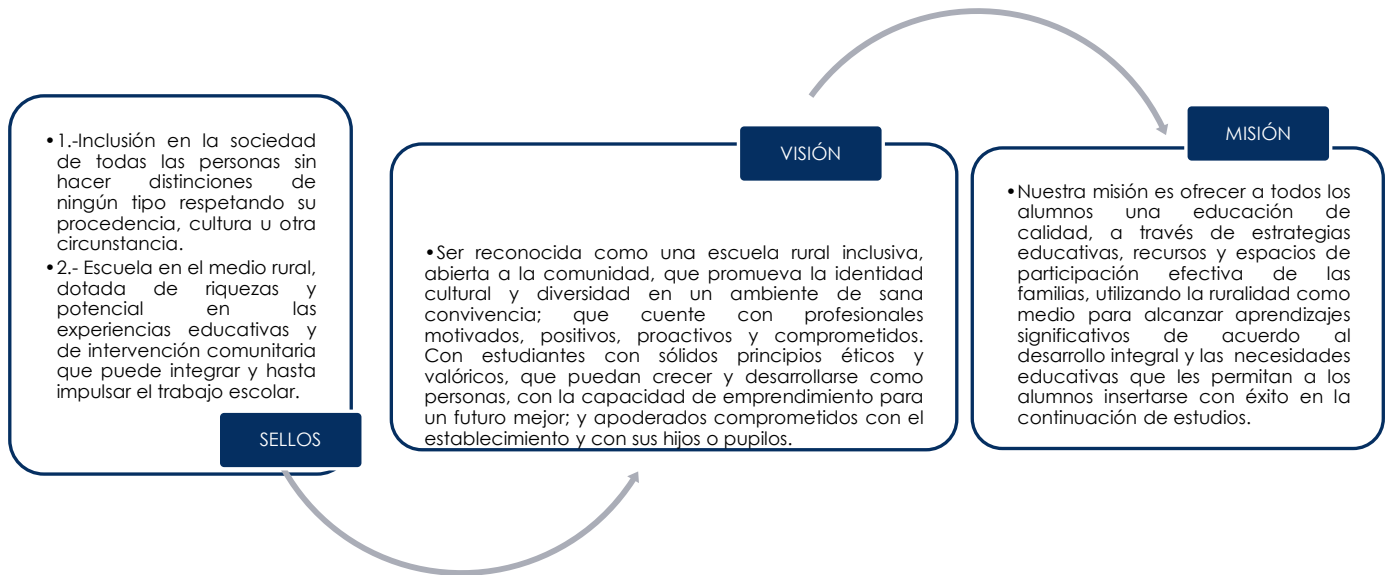 •1.-Inclusión en la sociedad
de todas las personas sin
hacer distinciones de
ningún tipo respetando su
procedencia, cultura u otra
circunstancia.
•2.- Escuela en el medio rural,
dotada de riquezas y
potencial en las
experiencias educativas y
de intervención comunitaria
que puede integrar y hasta
impulsar el trabajo escolar.
SELLOS
VISIÓN
•Ser reconocida como una escuela rural inclusiva,
abierta a la comunidad, que promueva la identidad
cultural y diversidad en un ambiente de sana
convivencia; que cuente con profesionales
motivados, positivos, proactivos y comprometidos.
Con estudiantes con sólidos principios éticos y
valóricos, que puedan crecer y desarrollarse como
personas, con la capacidad de emprendimiento para
un futuro mejor; y apoderados comprometidos con el
establecimiento y con sus hijos o pupilos.
MISIÓN
•Nuestra misión es ofrecer a todos los
alumnos una educación de
calidad, a través de estrategias
educativas, recursos y espacios de
participación efectiva de las
familias, utilizando la ruralidad como
medio para alcanzar aprendizajes
significativos de acuerdo al
desarrollo integral y las necesidades
educativas que les permitan a los
alumnos insertarse con éxito en la
continuación de estudios.